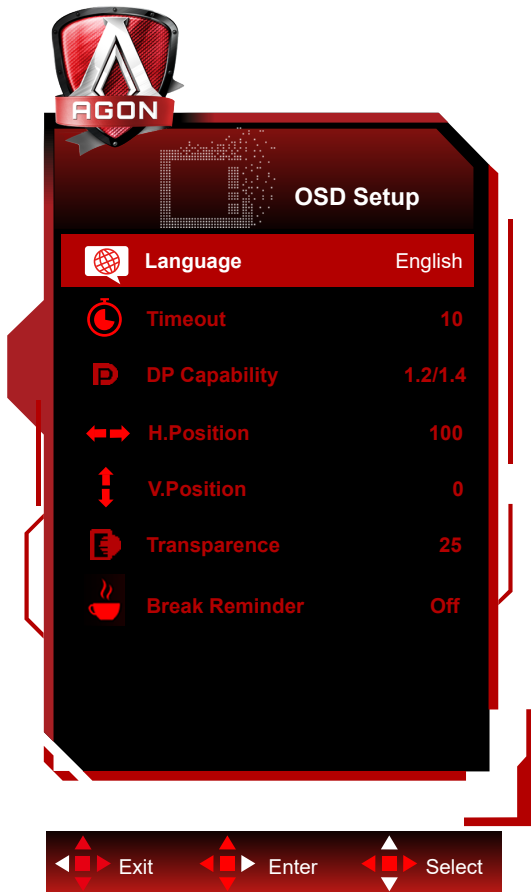 AGON
OSD Setup
Language English
Timeout 10
DP Capability 1.2/1.4
H.Position 100
V.Position 0
Transparence 25
Break Reminder Off
Exit Enter Select